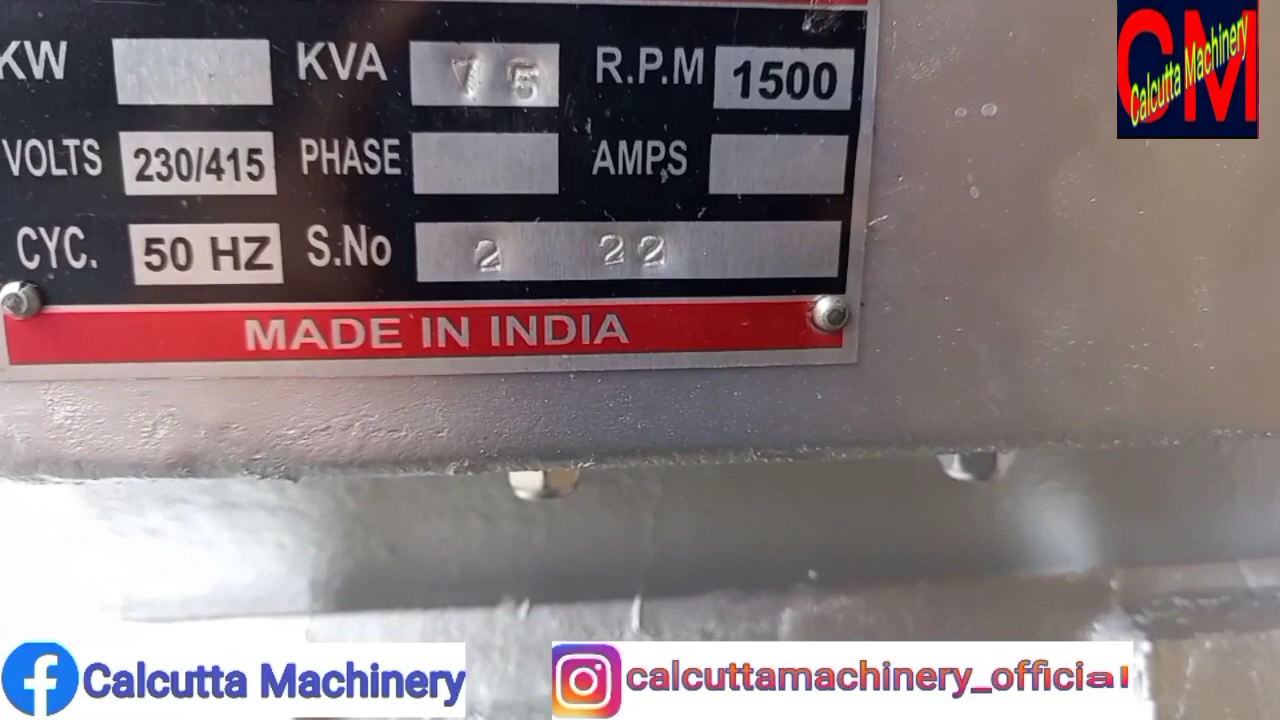 KW KVA 7 5 R.P.M 1500
VOLTS 230/415 PHASE AMPS
CYC. 50 HZ S.No 2 22
MADE IN INDIA
CM
Calcutta Machinery
Calcutta Machinery
calcuttamachinery_official